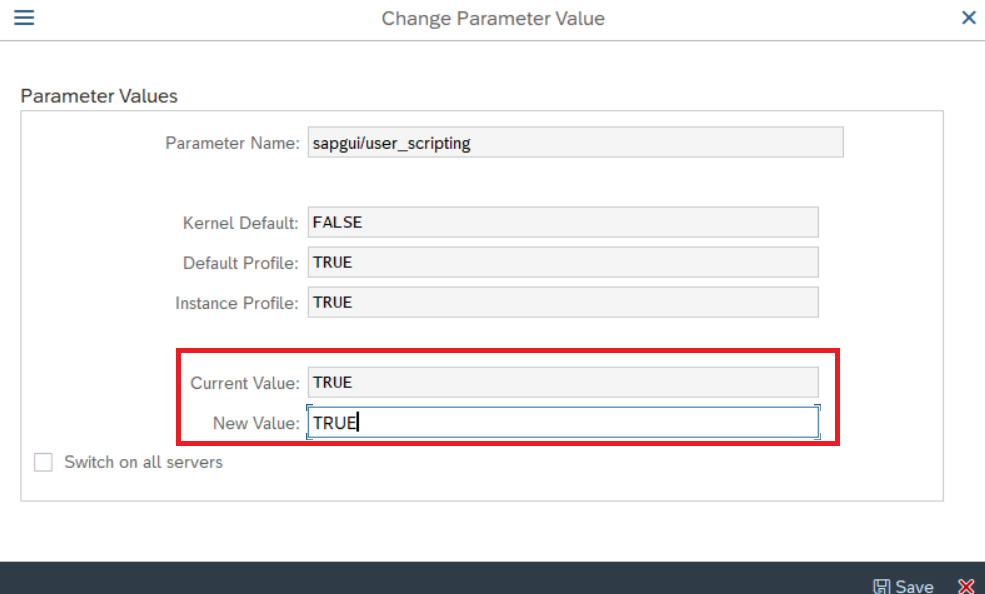 Change Parameter Value
Parameter Values
Parameter Name: sapgui/user_scripting
Kernel Default: FALSE
Default Profile: TRUE
Instance Profile: TRUE
Current Value: TRUE
New Value: TRUE
Switch on all servers
Save